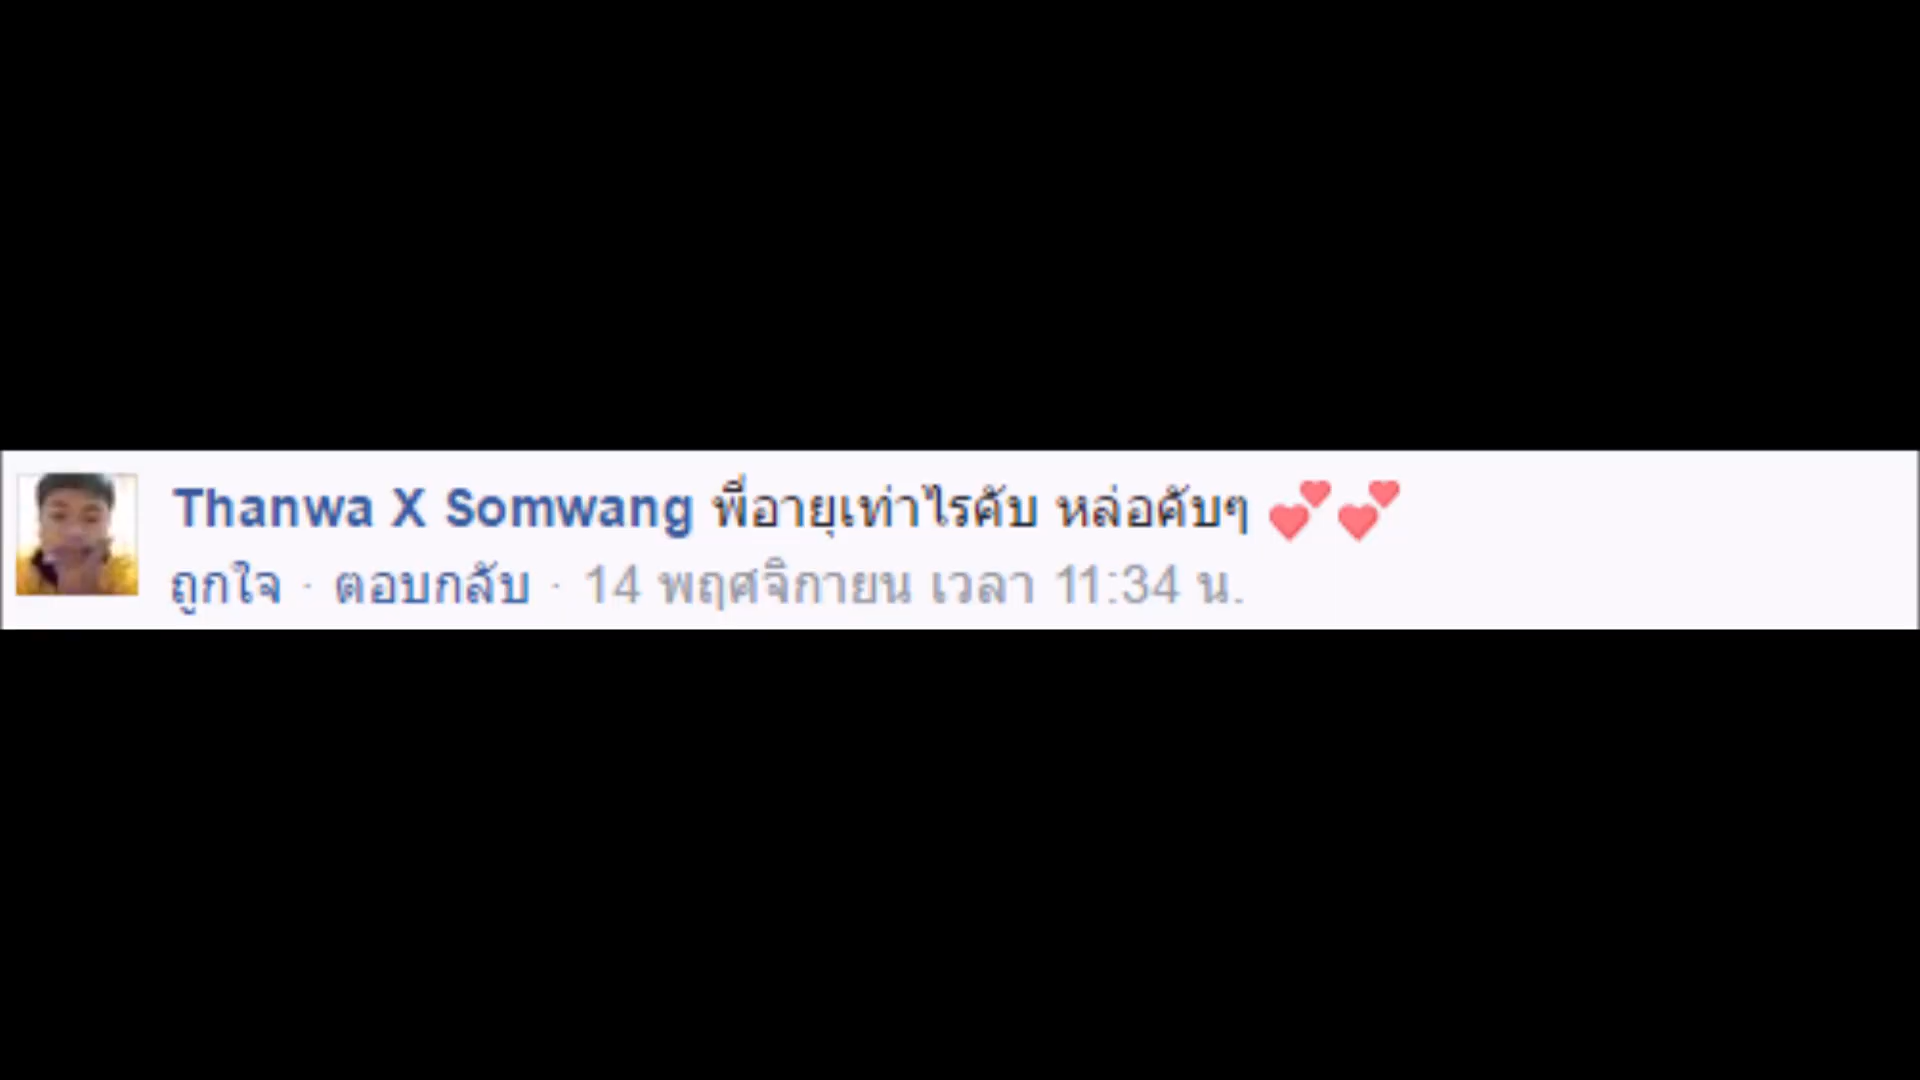 Thanwa X Somwang พี่อายุเท่าไรคับ หล่อคับๆ 💕💕
ถูกใจ · ตอบกลับ · 14 พฤศจิกายน เวลา 11:34 น.